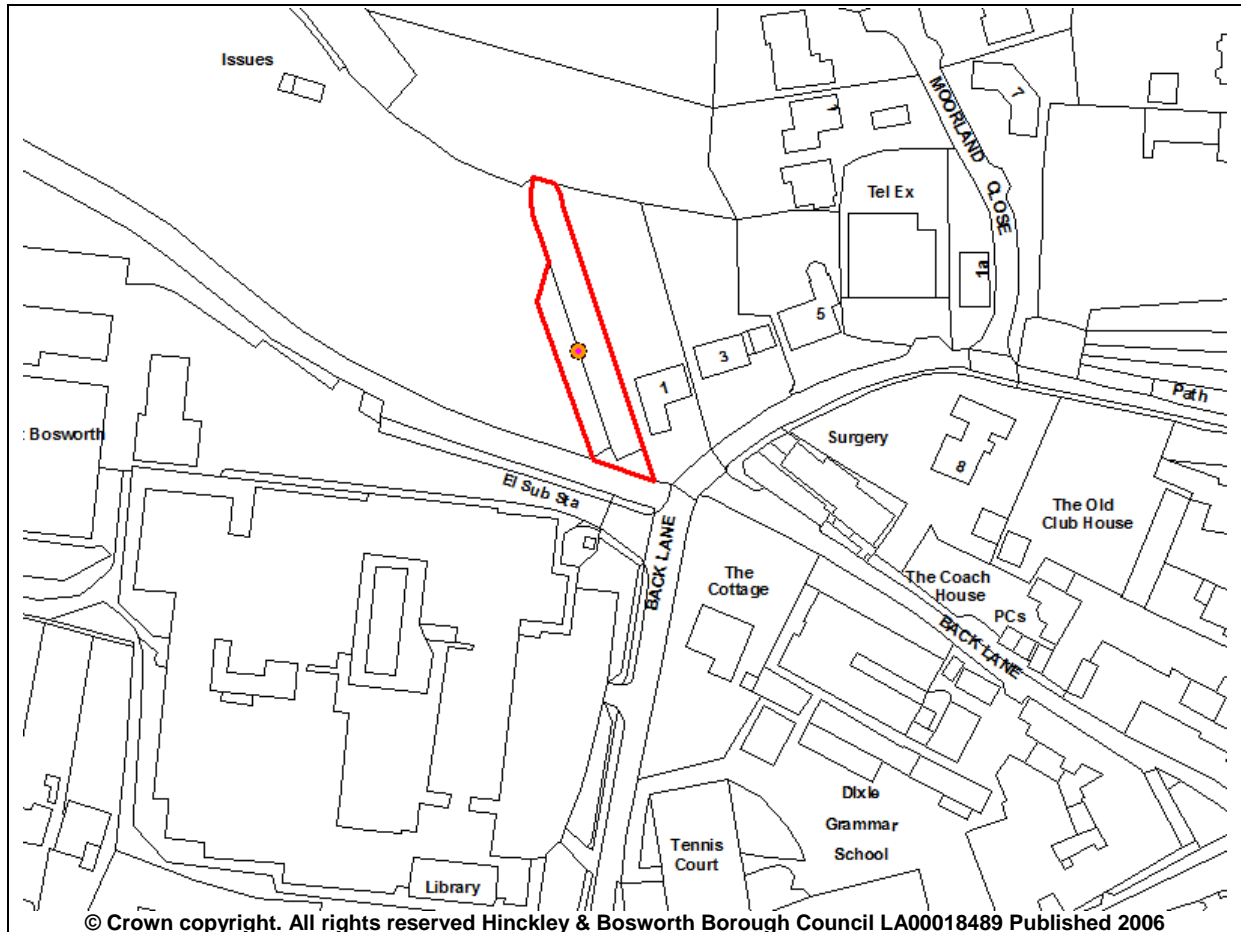 Issues
1
7
MOORLAND
CLOSE
Tel Ex
1a
5
3
1
Path
: Bosworth
Surgery
8
El Sub Sta
The Old
Club House
BACK LANE
The
Cottage
The Coach
House
PCs
BACK LANE
Dixie
Grammar
School
Tennis
Court
Library
© Crown copyright. All rights reserved Hinckley & Bosworth Borough Council LA00018489 Published 2006